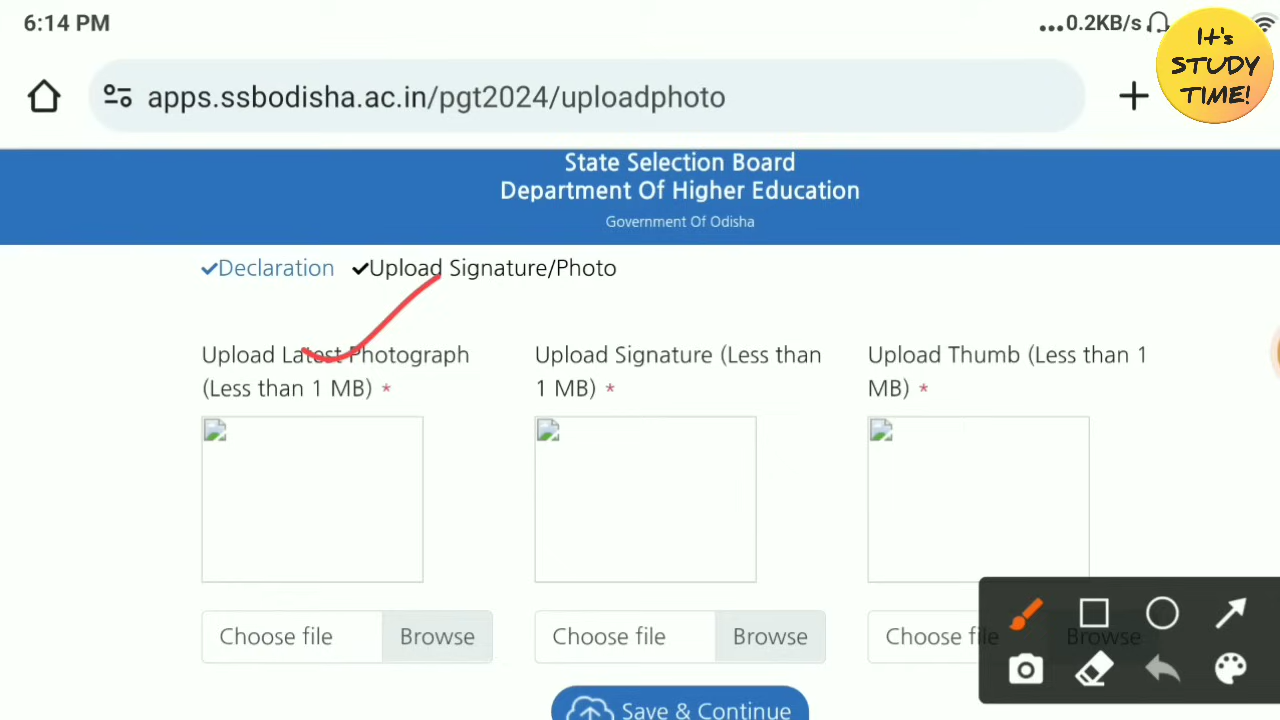 6:14 PM
...0.2KB/s
It's
STUDY
TIME!
apps.ssbodisha.ac.in/pgt2024/uploadphoto
State Selection Board
Department Of Higher Education
Government Of Odisha
Declaration Upload Signature/Photo
Upload Latest Photograph
(Less than 1 MB) *
Upload Signature (Less than
1 MB) *
Upload Thumb (Less than 1
MB) *
Choose file Browse
Choose file Browse
Choose file Browse
Save & Continue